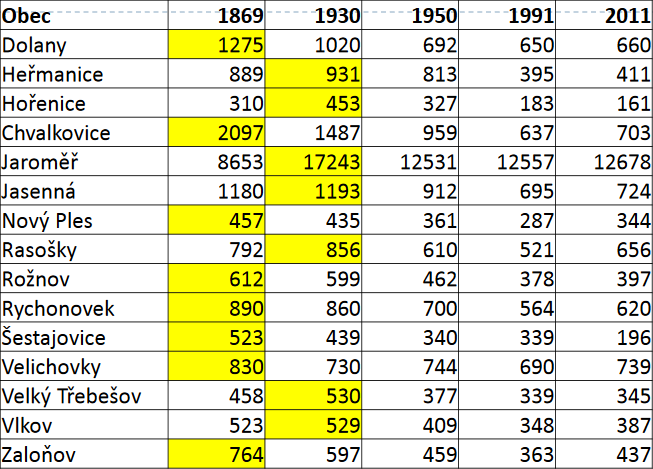 Obec 1869 1930 1950 1991 2011
Dolany 1275 1020 692 650 660
Heřmanice 889 931 813 395 411
Hořenice 310 453 327 183 161
Chvalkovice 2097 1487 959 637 703
Jaroměř 8653 17243 12531 12557 12678
Jasenná 1180 1193 912 695 724
Nový Ples 457 435 361 287 344
Rasošky 792 856 610 521 656
Rožnov 612 599 462 378 397
Rychonovek 890 860 700 564 620
Šestajovice 523 439 340 339 196
Velichovky 830 730 744 690 739
Velký Třebešov 458 530 377 339 345
Vlkov 523 529 409 348 387
Zaloňov 764 597 459 363 437